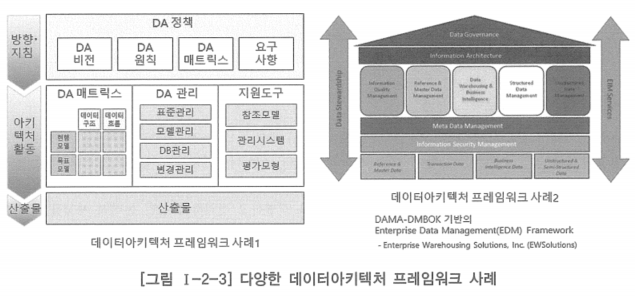 방향·
지침
DA 정책
DA
비전
DA
원칙
DA
매트릭스
요구
사항
아키
텍처
활동
DA 매트릭스
데이터
구조
데이터
흐름
현행
모델
목표
모델
DA 관리
표준관리
모델관리
DB관리
변경관리
지원도구
참조모델
관리시스템
평가모형
산출물
산출물
데이터아키텍처 프레임워크 사례1
Data Stewardship
Data Governance
Information Architecture
Information
Quality
Management
Reference &
Master Data
Management
Data
Warehousing &
Business
Intelligence
Structured
Data
Management
Data
Management
Meta Data Management
Information Security Management
Reference &
Master Data
Transaction Data
Business
Intelligence Data
Unstructured &
Semi-Structured
Data
EIM Services
데이터아키텍처 프레임워크 사례2
DAMA-DMBOK 기반의
Enterprise Data Management(EDM) Framework
- Enterprise Warehousing Solutions, Inc. (EWSolutions)
[그림 Ⅰ-2-3] 다양한 데이터아키텍처 프레임워크 사례